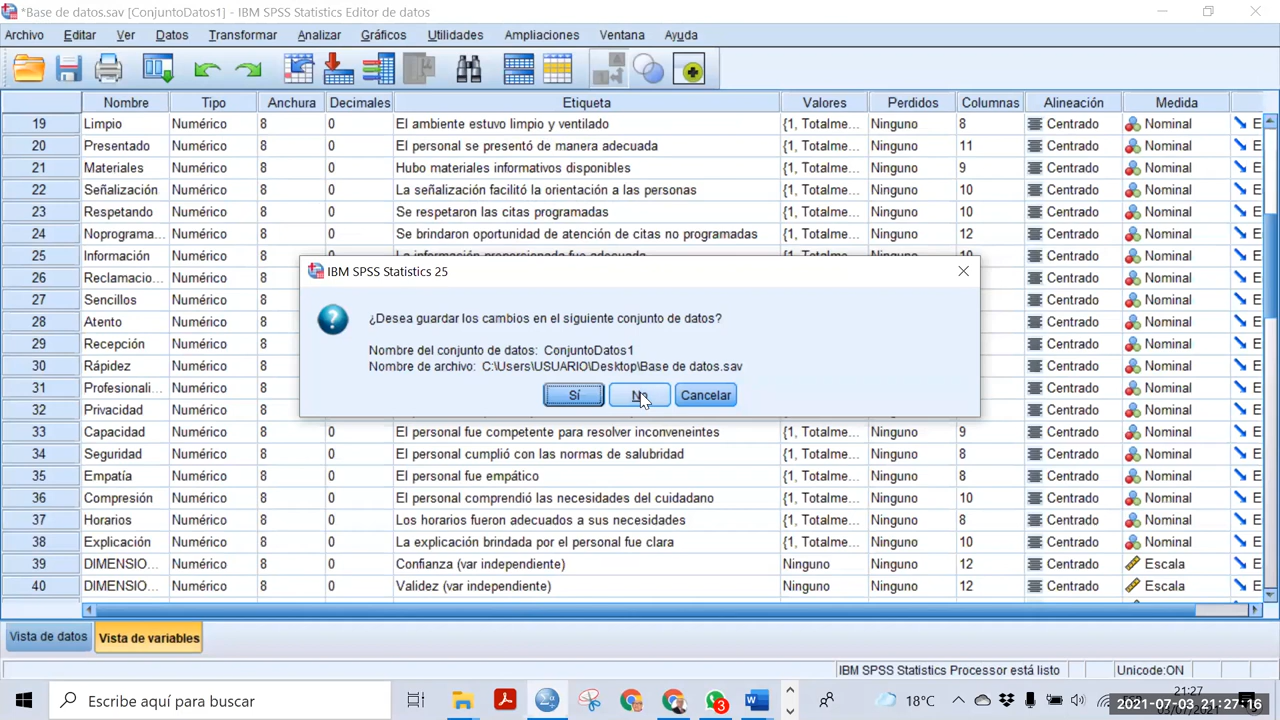 *Base de datos.sav [ConjuntoDatos1] - IBM SPSS Statistics Editor de datos
Archivo Editar Ver Datos Transformar Analizar Gráficos Utilidades Ampliaciones Ventana Ayuda
Nombre Tipo Anchura Decimales Etiqueta Valores Perdidos Columnas Alineación Medida
19 Limpio Numérico 8 0 El ambiente estuvo limpio y ventilado {1, Totalme... Ninguno 8 Centrado Nominal E
20 Presentado Numérico 8 0 El personal se presentó de manera adecuada {1, Totalme... Ninguno 11 Centrado Nominal E
21 Materiales Numérico 8 0 Hubo materiales informativos disponibles {1, Totalme... Ninguno 9 Centrado Nominal E
22 Señalización Numérico 8 0 La señalización facilitó la orientación a las personas {1, Totalme... Ninguno 10 Centrado Nominal E
23 Respetando Numérico 8 0 Se respetaron las citas programadas {1, Totalme... Ninguno 10 Centrado Nominal E
24 Noprograma... Numérico 8 0 Se brindaron oportunidad de atención de citas no programadas {1, Totalme... Ninguno 12 Centrado Nominal E
25 Información Numérico 8 0 La información proporcionada fue adecuada {1, Totalme... Ninguno 10 Centrado Nominal E
26 Reclamacio... Numérico Nominal E
27 Sencillos Numérico Centrado Nominal E
28 Atento Numérico Centrado Nominal E
29 Recepción Numérico Centrado Nominal E
30 Rápidez Numérico Centrado Nominal E
31 Profesionali... Numérico Centrado Nominal E
32 Privacidad Numérico Centrado Nominal E
IBM SPSS Statistics 25
¿Desea guardar los cambios en el siguiente conjunto de datos?
Nombre del conjunto de datos: ConjuntoDatos1
Nombre de archivo: C:\Users\USUARIO\Desktop\Base de datos.sav
Sí Cancelar
33 Capacidad Numérico 8 0 El personal fue competente para resolver inconveneintes {1, Totalme... Ninguno 9 Centrado Nominal E
34 Seguridad Numérico 8 0 El personal cumplió con las normas de salubridad {1, Totalme... Ninguno 8 Centrado Nominal E
35 Empatía Numérico 8 0 El personal fue empático {1, Totalme... Ninguno 8 Centrado Nominal E
36 Compresión Numérico 8 0 El personal comprendió las necesidades del cuidadano {1, Totalme... Ninguno 10 Centrado Nominal E
37 Horarios Numérico 8 0 Los horarios fueron adecuados a sus necesidades {1, Totalme... Ninguno 8 Centrado Nominal E
38 Explicación Numérico 8 0 La explicación brindada por el personal fue clara {1, Totalme... Ninguno 10 Centrado Nominal E
39 DIMENSIO... Numérico 8 0 Confianza (var independiente) Ninguno Ninguno 12 Centrado Escala E
40 DIMENSIO... Numérico 8 0 Validez (var independiente) Ninguno Ninguno 12 Centrado Escala E
Vista de datos Vista de variables
IBM SPSS Statistics Processor está listo Unicode:ON
Escribe aquí para buscar 3 18°C 21:27
2021-07-03 21:27:16